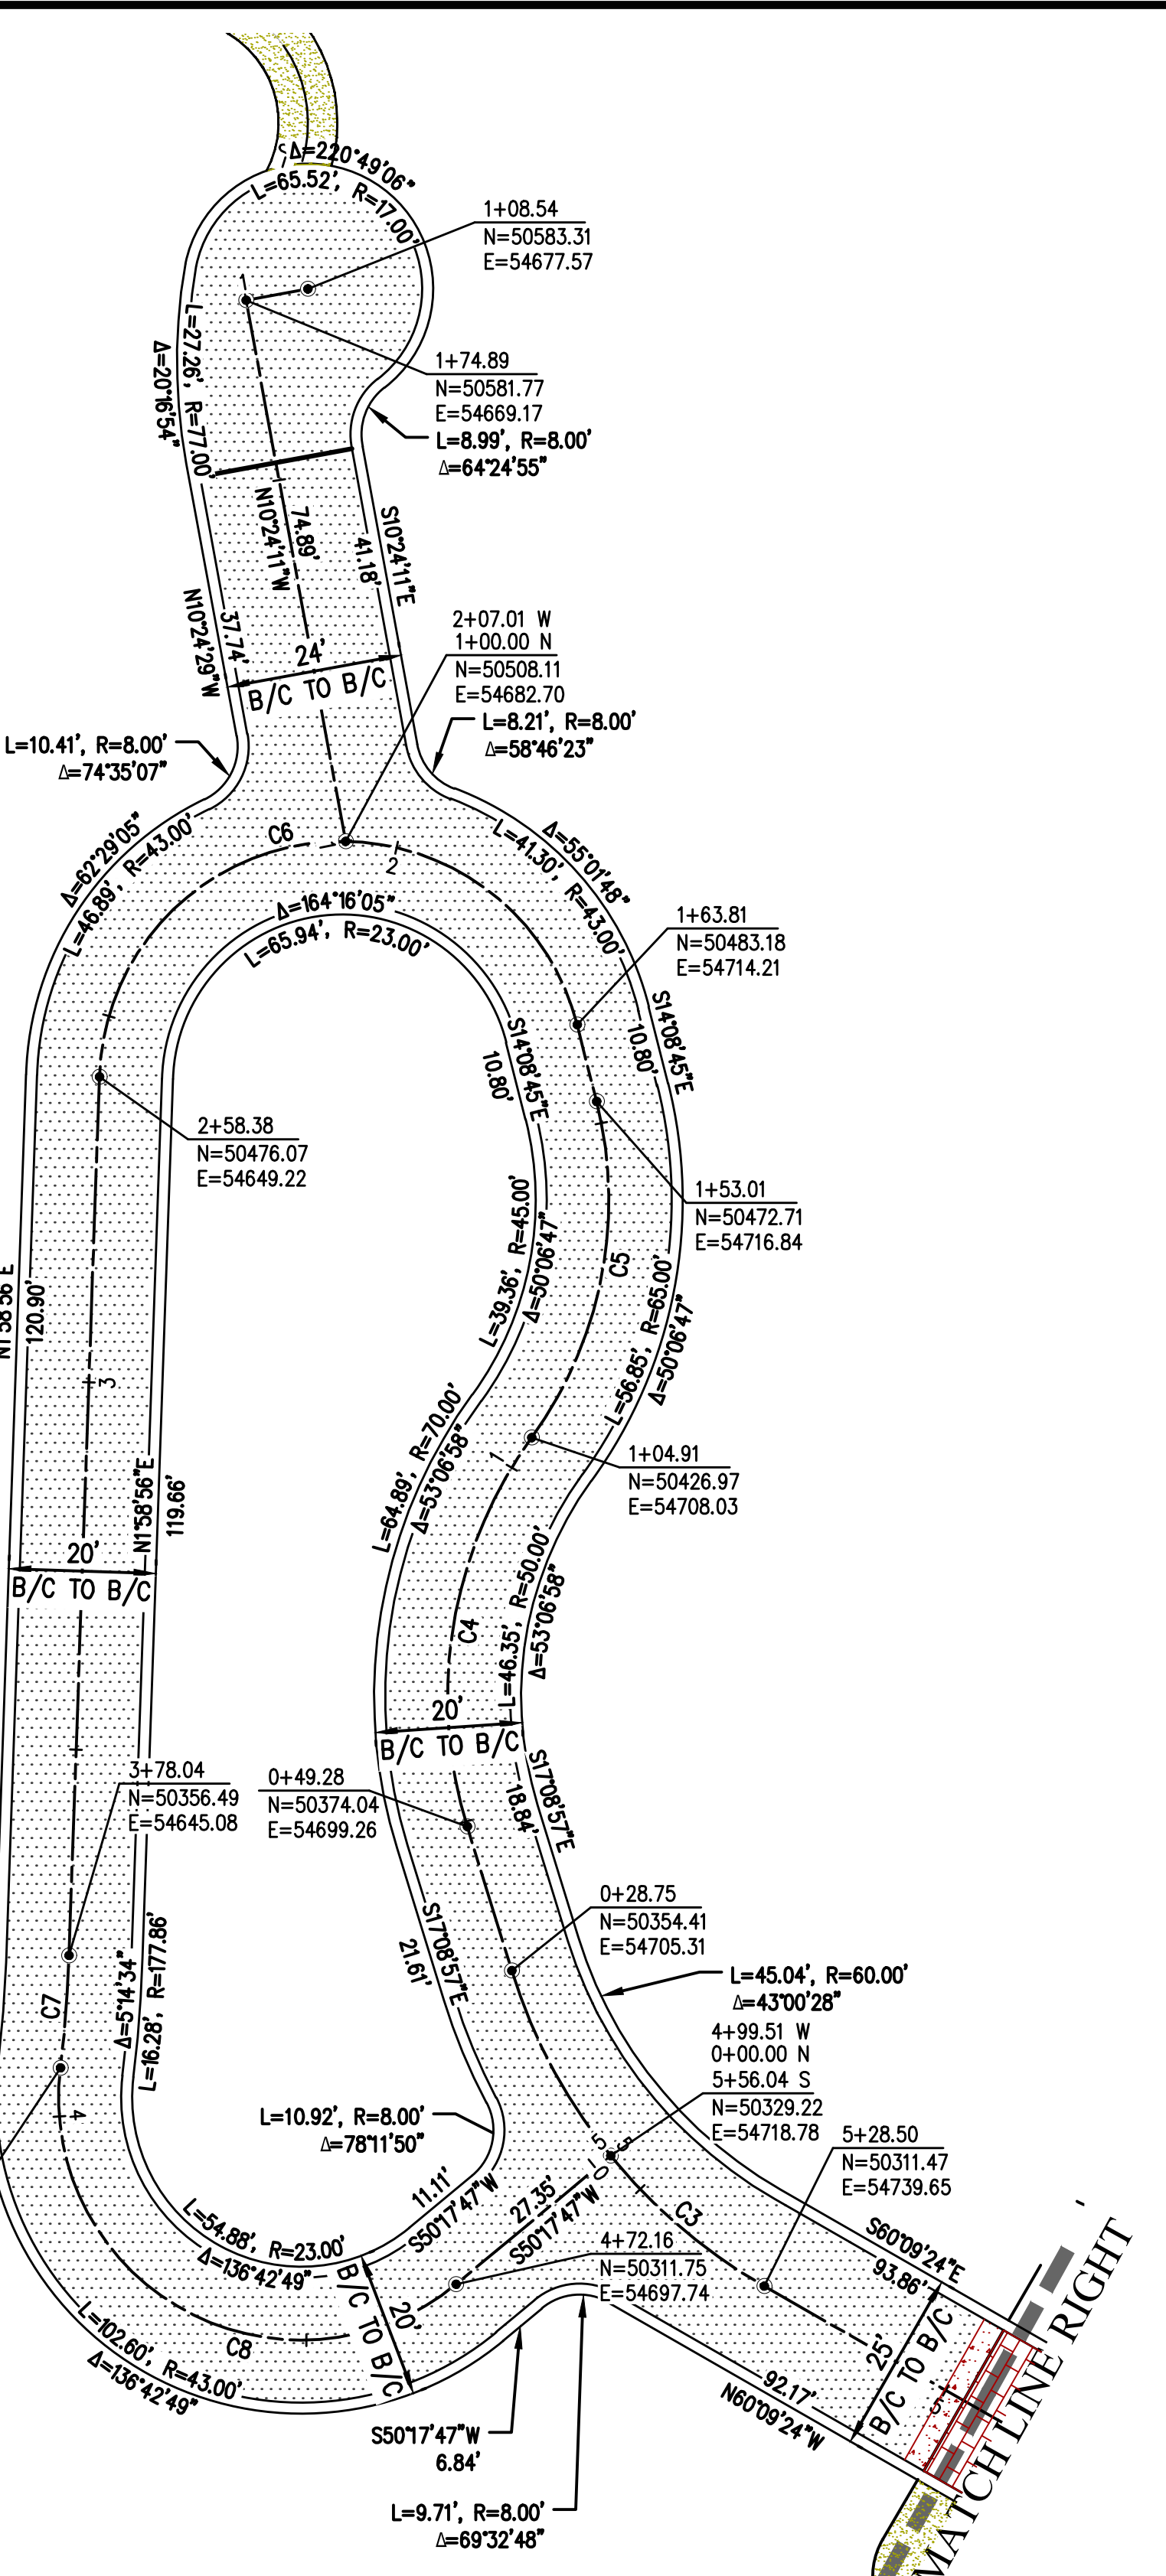 Δ=220°49'06"
L=65.52', R=17.00'
1+08.54
N=50583.31
E=54677.57
1
L=27.26', R=77.00'
Δ=20°16'54"
1+74.89
N=50581.77
E=54669.17
L=8.99', R=8.00'
Δ=64°24'55"
74.89'
N10°24'11"W
S10°24'11"E
41.18'
N10°24'29"W
37.74'
24'
B/C TO B/C
2+07.01 W
1+00.00 N
N=50508.11
E=54682.70
L=8.21', R=8.00'
Δ=58°46'23"
L=10.41', R=8.00'
Δ=74°35'07"
Δ=62°29'05"
L=46.89', R=43.00'
C6
2
Δ=55°01'48"
L=41.30', R=43.00'
Δ=164°16'05"
L=65.94', R=23.00'
1+63.81
N=50483.18
E=54714.21
S14°08'45"E
10.80'
S14°08'45"E
10.80'
2+58.38
N=50476.07
E=54649.22
1+53.01
N=50472.71
E=54716.84
N1°58'56"E
120.90'
L=39.36', R=45.00'
Δ=50°06'47"
C5
L=56.85', R=65.00'
Δ=50°06'47"
3
L=64.89', R=70.00'
Δ=53°06'58"
1
1+04.91
N=50426.97
E=54708.03
N1°58'56"E
119.66'
20'
B/C TO B/C
C4
L=46.35', R=50.00'
Δ=53°06'58"
20'
B/C TO B/C
S17°08'57"E
18.84'
3+78.04
N=50356.49
E=54645.08
0+49.28
N=50374.04
E=54699.26
0+28.75
N=50354.41
E=54705.31
S17°08'57"E
21.61'
L=45.04', R=60.00'
Δ=43°00'28"
C7
Δ=5°14'34"
L=16.28', R=177.86'
4+99.51 W
0+00.00 N
5+56.04 S
N=50329.22
E=54718.78
4
L=10.92', R=8.00'
Δ=78°11'50"
5
5
0
5+28.50
N=50311.47
E=54739.65
11.11'
S50°17'47"W
27.35'
S50°17'47"W
C3
L=54.88', R=23.00'
Δ=136°42'49"
4+72.16
N=50311.75
E=54697.74
S60°09'24"E
93.86'
B/C TO B/C
20'
C8
L=102.60', R=43.00'
Δ=136°42'49"
25'
B/C TO B/C
5
92.17'
N60°09'24"W
S50°17'47"W
6.84'
L=9.71', R=8.00'
Δ=69°32'48"
MATCH LINE RIGHT